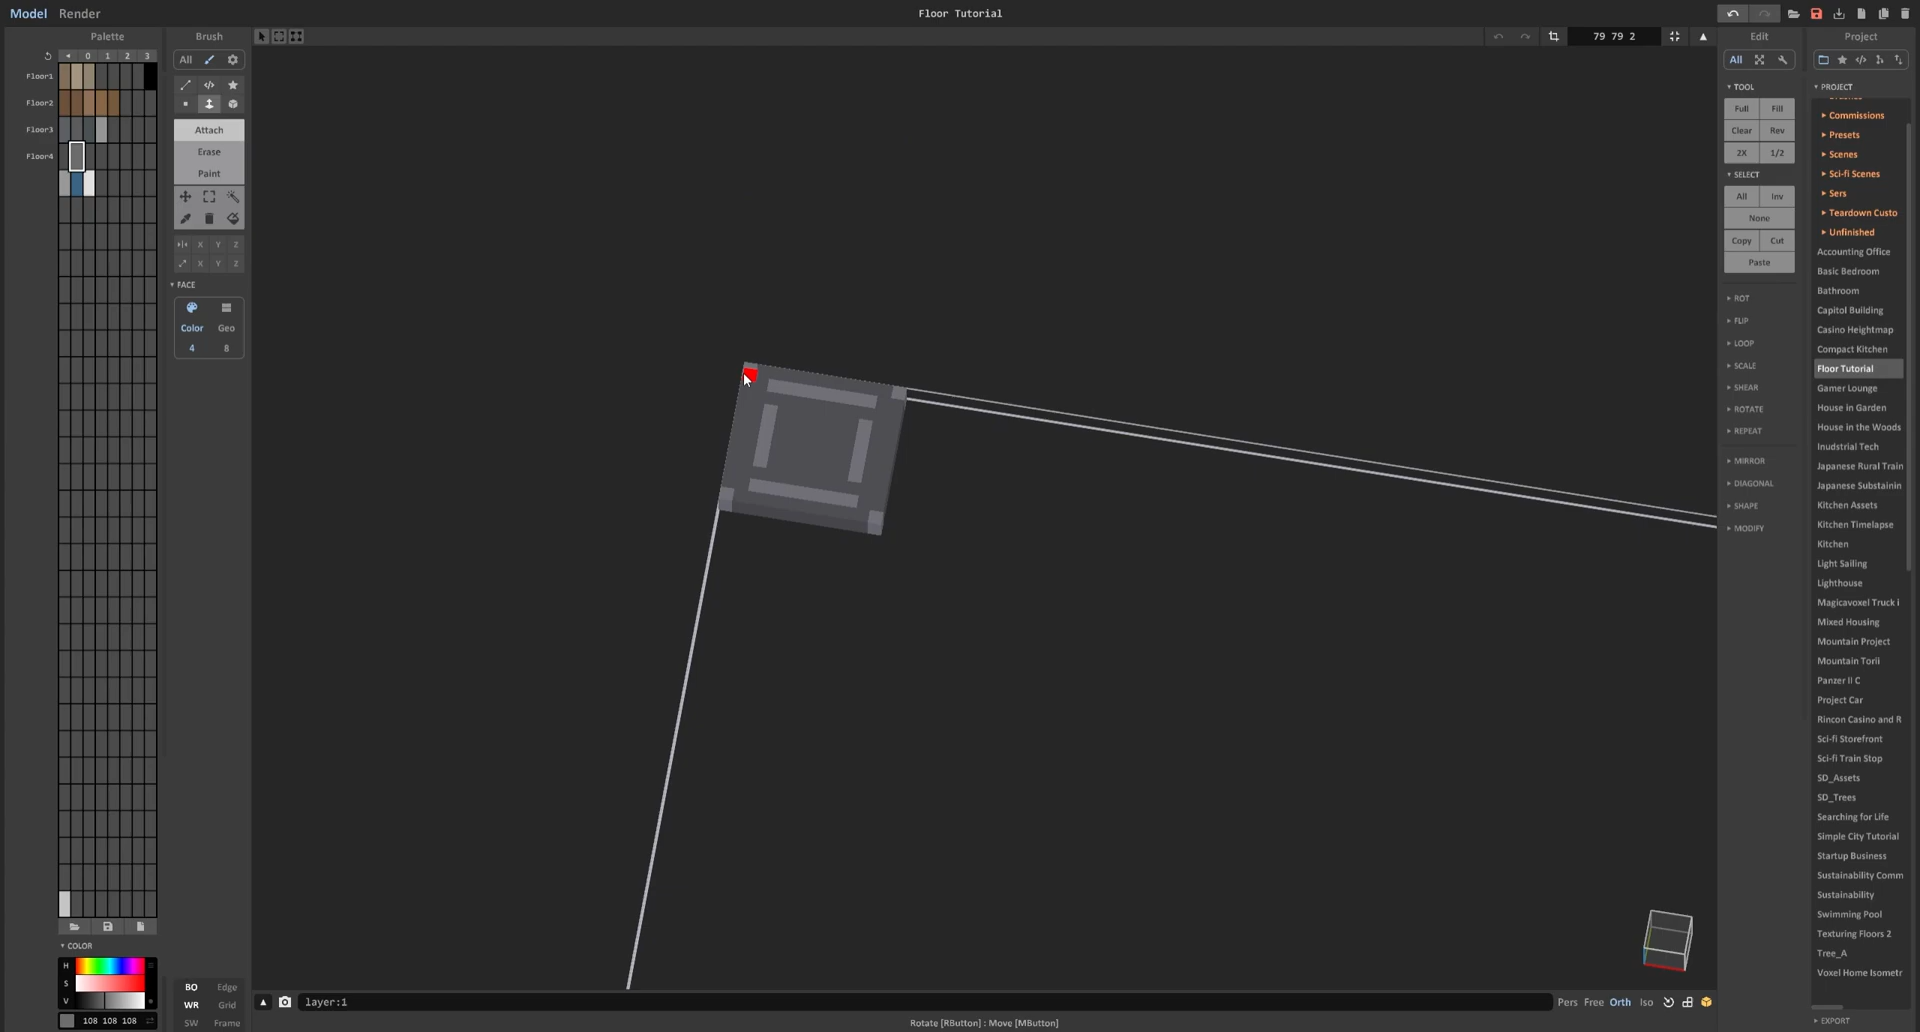 Model Render
Floor Tutorial
Palette
0 1 2 3
Floor1
Floor2
Floor3
Floor4
COLOR
H
S
V
108 108 108
Brush
All
Attach
Erase
Paint
X Y Z
X Y Z
FACE
Color Geo
4 8
BO Edge
WR Grid
SW Frame
79 79 2
layer:1
Pers Free Orth Iso
Rotate [RButton] : Move [MButton]
Edit
All
TOOL
Full Fill
Clear Rev
2X 1/2
SELECT
All Inv
None
Copy Cut
Paste
ROT
FLIP
LOOP
SCALE
SHEAR
ROTATE
REPEAT
MIRROR
DIAGONAL
SHAPE
MODIFY
Project
PROJECT
Commissions
Presets
Scenes
Sci-fi Scenes
Sers
Teardown Custo
Unfinished
Accounting Office
Basic Bedroom
Bathroom
Capitol Building
Casino Heightmap
Compact Kitchen
Floor Tutorial
Gamer Lounge
House in Garden
House in the Woods
Inudstrial Tech
Japanese Rural Train
Japanese Substainin
Kitchen Assets
Kitchen Timelapse
Kitchen
Light Sailing
Lighthouse
Magicavoxel Truck i
Mixed Housing
Mountain Project
Mountain Torii
Panzer II C
Project Car
Rincon Casino and R
Sci-fi Storefront
Sci-fi Train Stop
SD_Assets
SD_Trees
Searching for Life
Simple City Tutorial
Startup Business
Sustainability Comm
Sustainability
Swimming Pool
Texturing Floors 2
Tree_A
Voxel Home Isometr
EXPORT